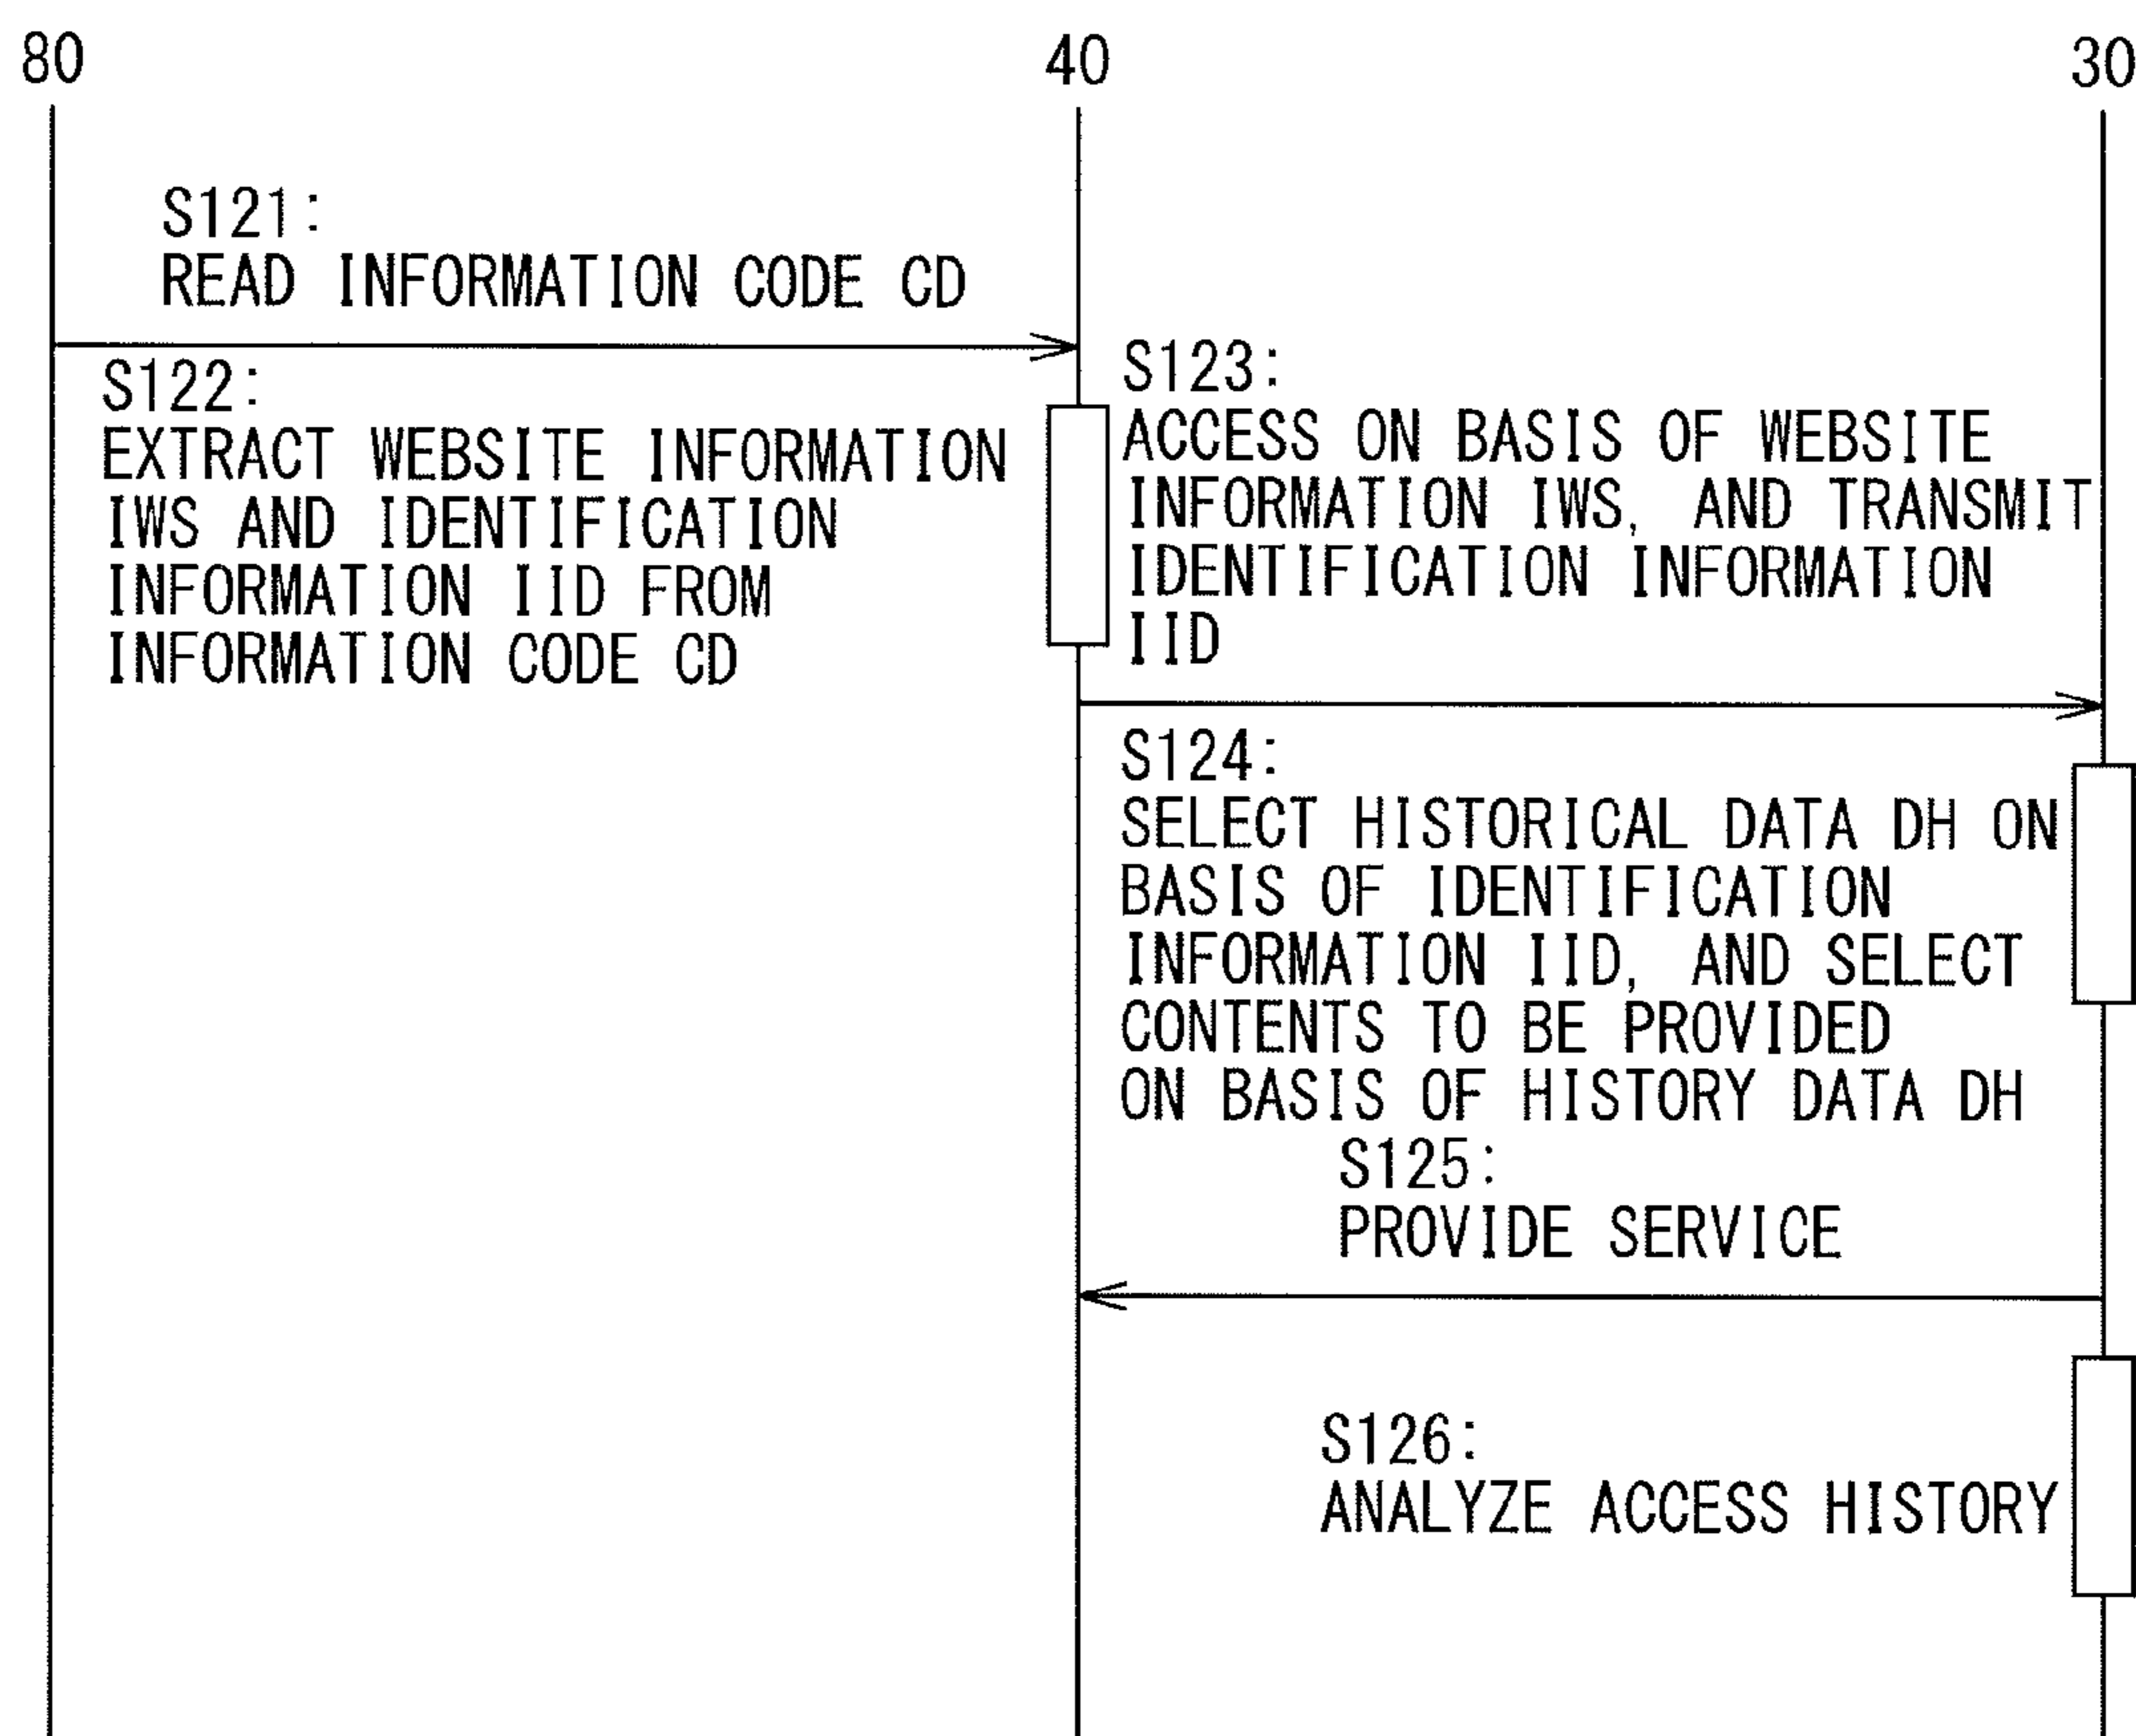 80
40
30
S121:
READ INFORMATION CODE CD
S122:
EXTRACT WEBSITE INFORMATION
IWS AND IDENTIFICATION
INFORMATION IID FROM
INFORMATION CODE CD
S123:
ACCESS ON BASIS OF WEBSITE
INFORMATION IWS, AND TRANSMIT
IDENTIFICATION INFORMATION
IID
S124:
SELECT HISTORICAL DATA DH ON
BASIS OF IDENTIFICATION
INFORMATION IID, AND SELECT
CONTENTS TO BE PROVIDED
ON BASIS OF HISTORY DATA DH
S125:
PROVIDE SERVICE
S126:
ANALYZE ACCESS HISTORY